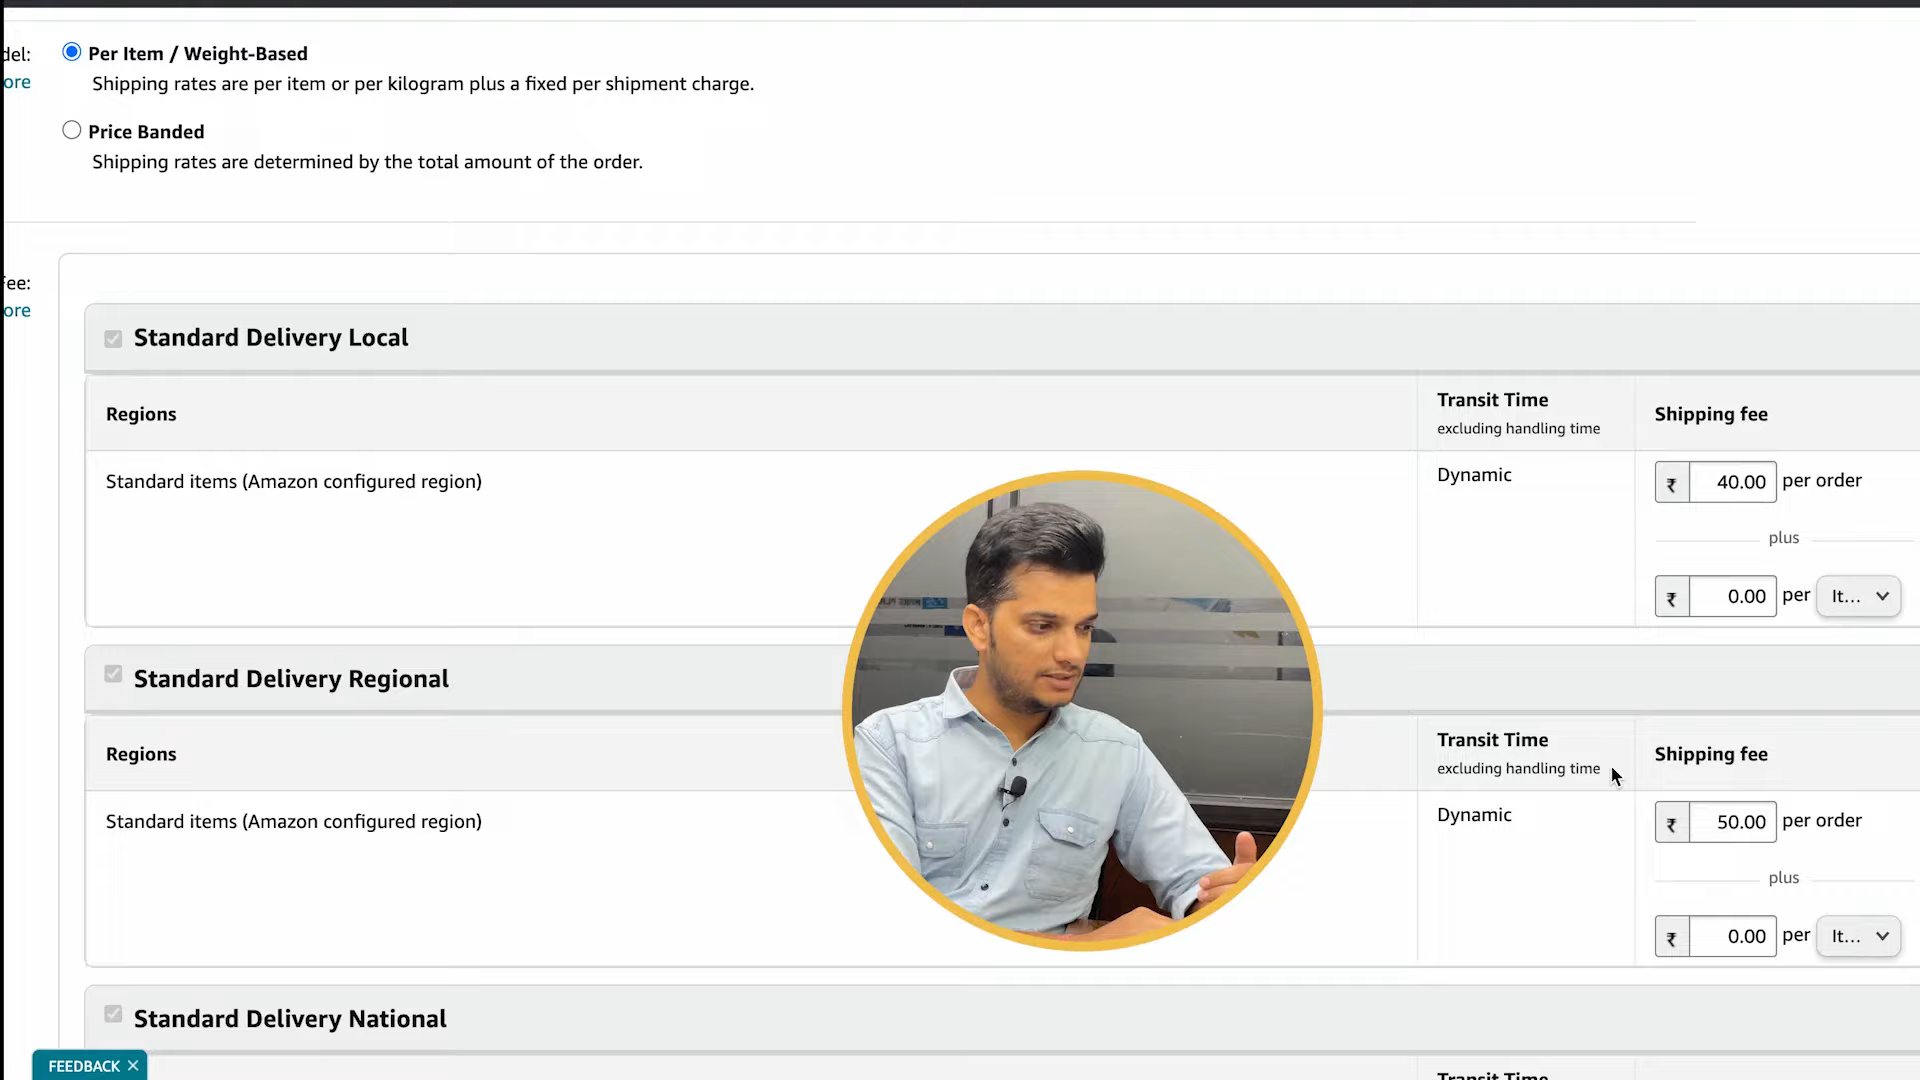 del:
ore
Per Item / Weight-Based
Shipping rates are per item or per kilogram plus a fixed per shipment charge.
Price Banded
Shipping rates are determined by the total amount of the order.
Fee:
ore
Standard Delivery Local
Regions
Transit Time
excluding handling time
Shipping fee
Standard items (Amazon configured region)
Dynamic
₹ 40.00 per order
plus
₹ 0.00 per It...
Standard Delivery Regional
Regions
Transit Time
excluding handling time
Shipping fee
Standard items (Amazon configured region)
Dynamic
₹ 50.00 per order
plus
₹ 0.00 per It...
Standard Delivery National
FEEDBACK ×
Transit Time